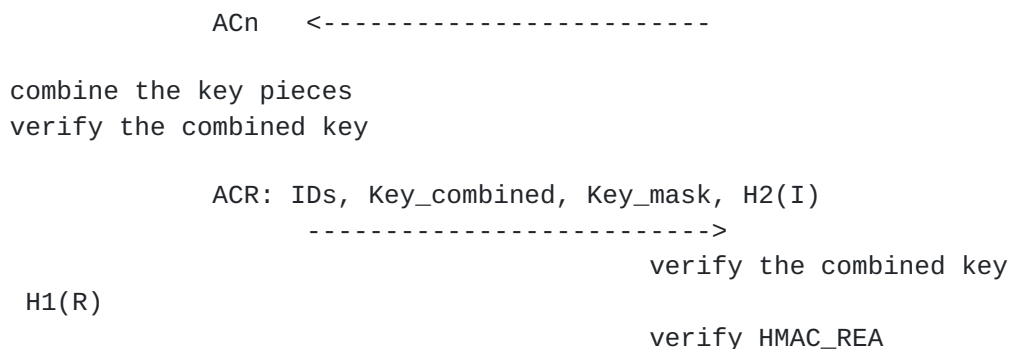 ACn   <-------------------------
combine the key pieces
verify the combined key
ACR: IDs, Key_combined, Key_mask, H2(I)
-------------------------->
verify the combined key
H1(R)
verify HMAC_REA